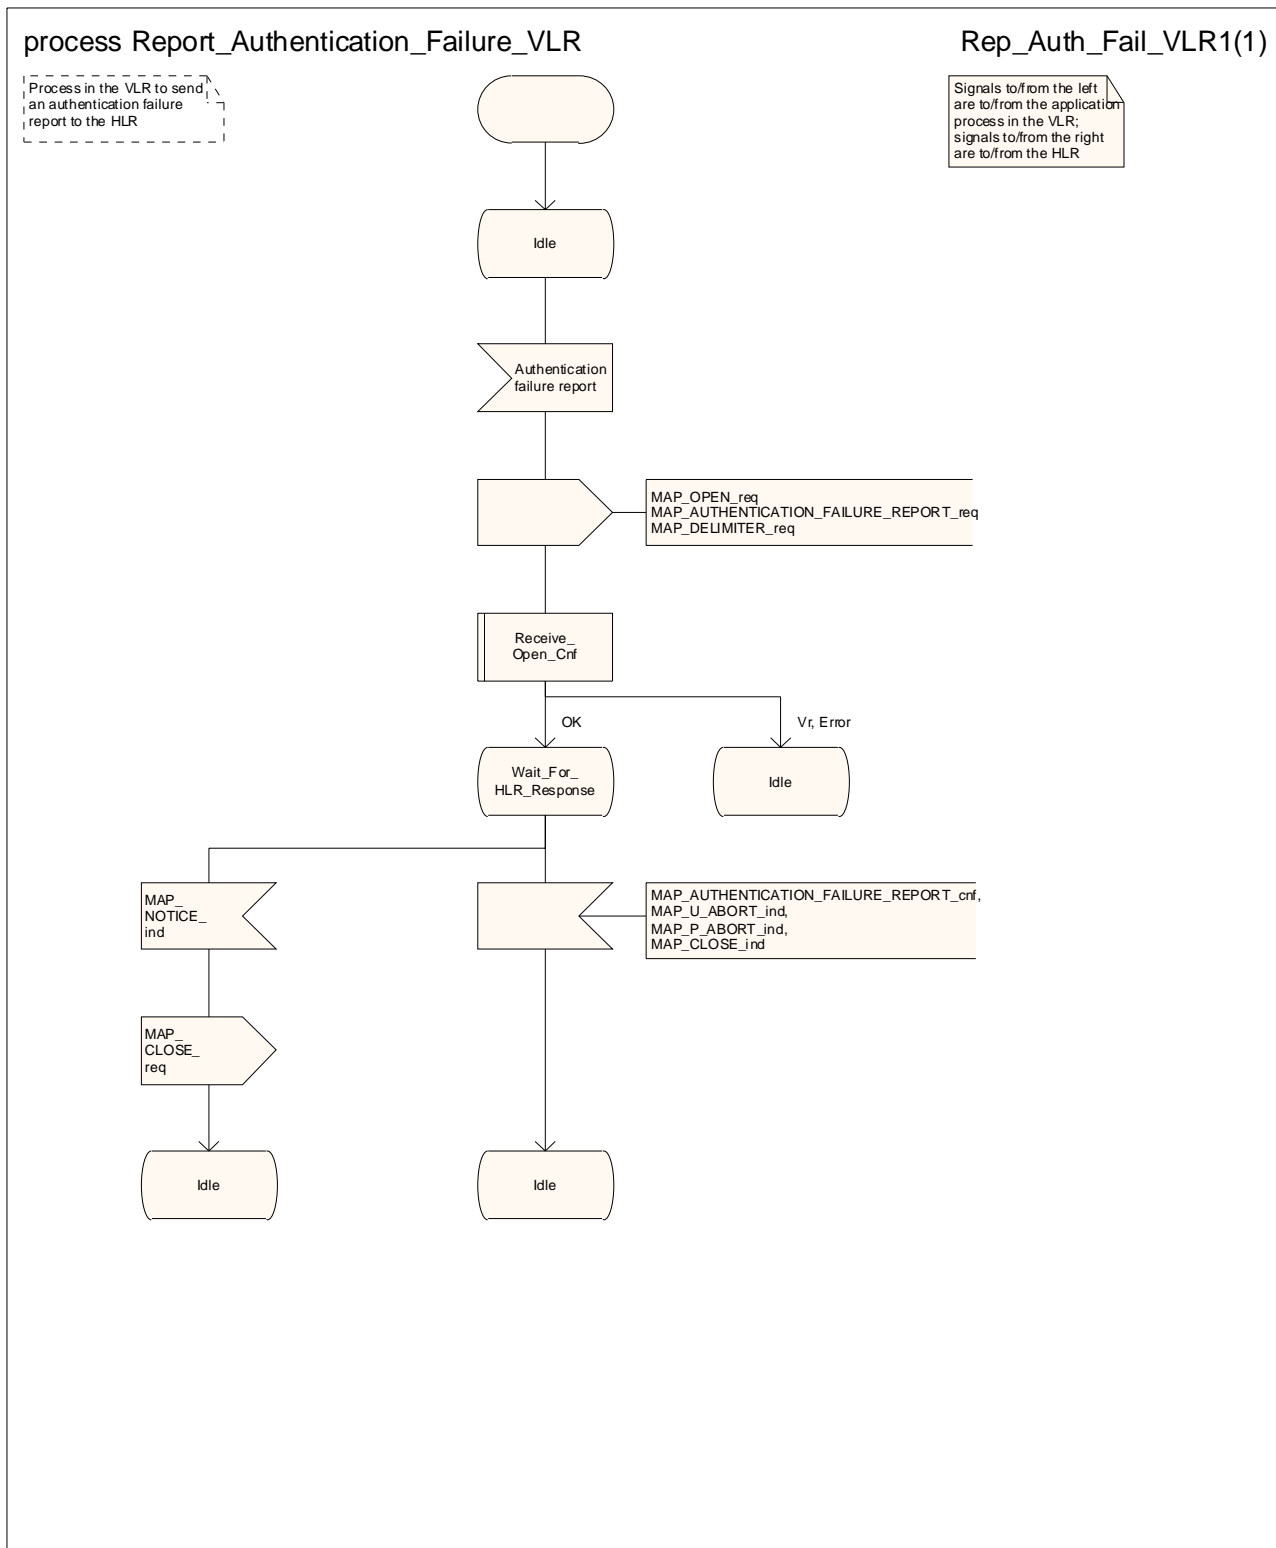 process Report_Authentication_Failure_VLR
Rep_Auth_Fail_VLR1(1)
Process in the VLR to send
an authentication failure
report to the HLR
Signals to/from the left
are to/from the application
process in the VLR;
signals to/from the right
are to/from the HLR
Idle
Authentication
failure report
MAP_OPEN_req
MAP_AUTHENTICATION_FAILURE_REPORT_req
MAP_DELIMITER_req
Receive_
Open_Cnf
OK
Vr, Error
Wait_For_
HLR_Response
Idle
MAP_
NOTICE_
ind
MAP_AUTHENTICATION_FAILURE_REPORT_cnf,
MAP_U_ABORT_ind,
MAP_P_ABORT_ind,
MAP_CLOSE_ind
MAP_
CLOSE_
req
Idle
Idle